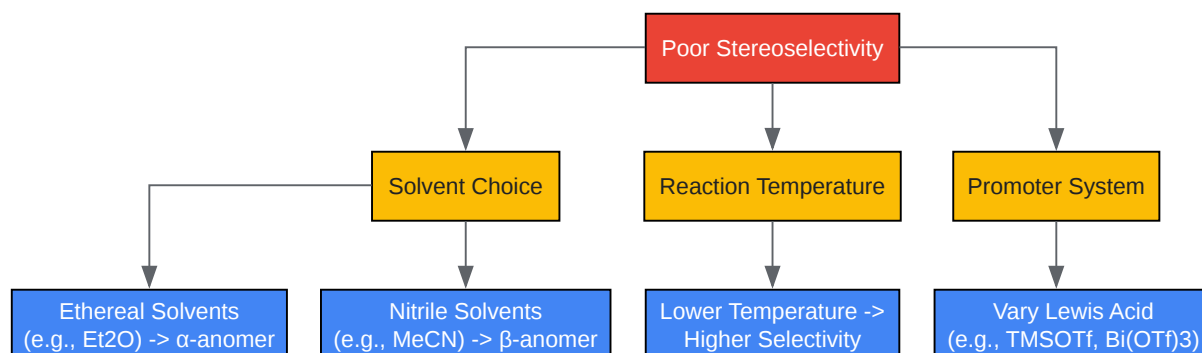 Poor Stereoselectivity
Solvent Choice
Reaction Temperature
Promoter System
Ethereal Solvents
(e.g., Et2O) -> α-anomer
Nitrile Solvents
(e.g., MeCN) -> β-anomer
Lower Temperature ->
Higher Selectivity
Vary Lewis Acid
(e.g., TMSOTf, Bi(OTf)3)